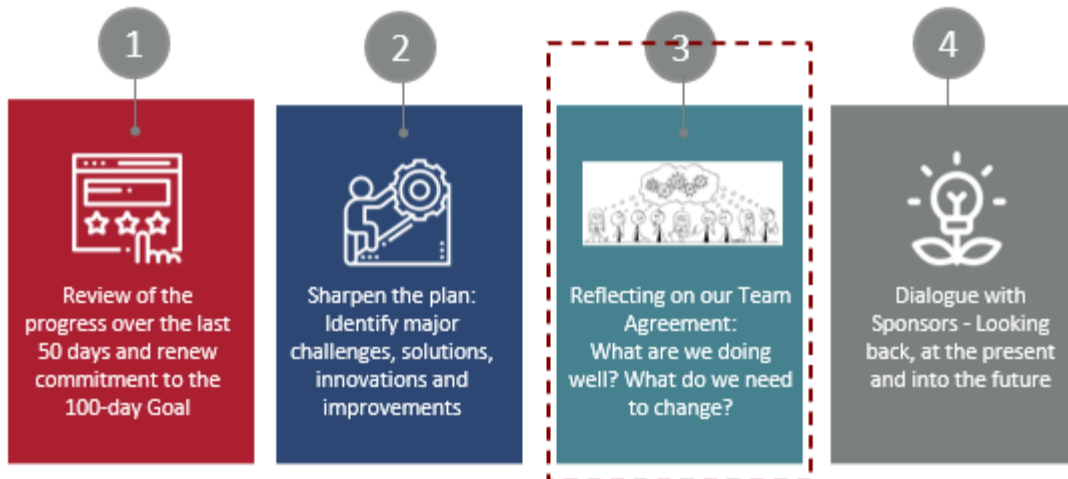 1
2
3
4
Review of the
progress over the last
50 days and renew
commitment to the
100-day Goal
Sharpen the plan:
Identify major
challenges, solutions,
innovations and
improvements
Reflecting on our Team
Agreement:
What are we doing
well? What do we need
to change?
Dialogue with
Sponsors - Looking
back, at the present
and into the future